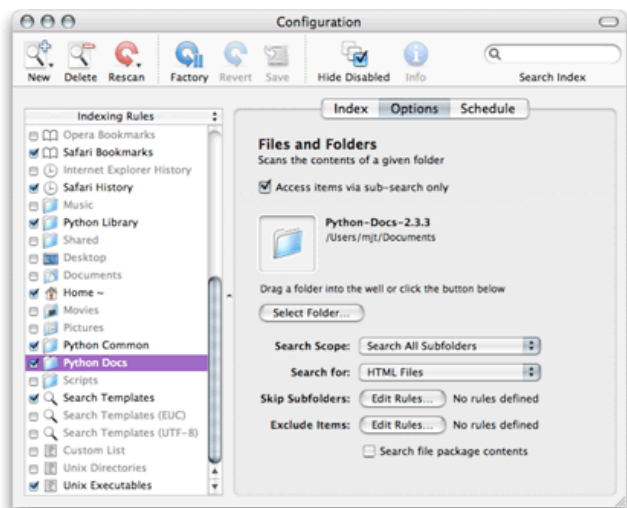 Configuration
New Delete Rescan Factory Revert Save Hide Disabled Info Search Index
Indexing Rules
Opera Bookmarks
Safari Bookmarks
Internet Explorer History
Safari History
Music
Python Library
Shared
Desktop
Documents
Home ~
Movies
Pictures
Python Common
Python Docs
Scripts
Search Templates
Search Templates (EUC)
Search Templates (UTF-8)
Custom List
Unix Directories
Unix Executables
Index Options Schedule
Files and Folders
Scans the contents of a given folder
Access items via sub-search only
Python-Docs-2.3.3
/Users/mjt/Documents
Drag a folder into the well or click the button below
Select Folder...
Search Scope: Search All Subfolders
Search for: HTML Files
Skip Subfolders: Edit Rules... No rules defined
Exclude Items: Edit Rules... No rules defined
Search file package contents